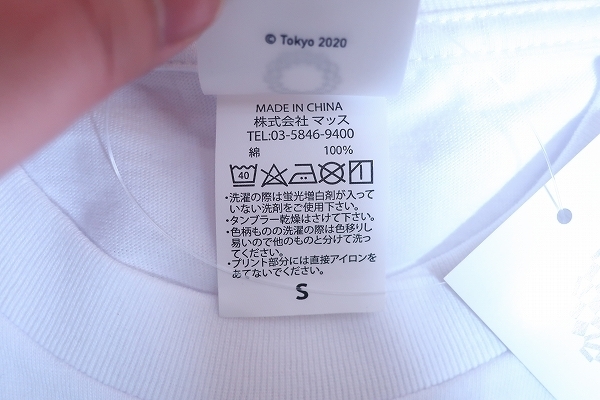 © Tokyo 2020
MADE IN CHINA
株式会社 マッス
TEL:03-5846-9400
綿 100%
40
・洗濯の際は蛍光増白剤が入って
いない洗剤をご使用下さい。
・タンブラー乾燥はさけて下さい。
・色柄ものの洗濯の際は色移りし
易いので他のものと分けて洗っ
てください。
・プリント部分には直接アイロンを
あてないでください。
S